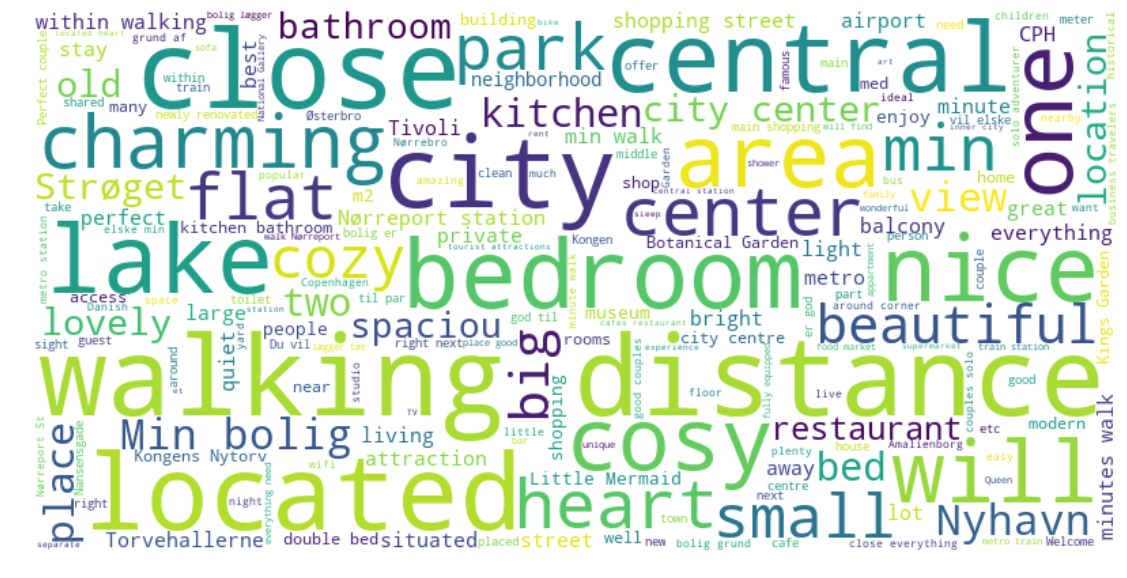 within walking
bolig lægger
bathroom
building
bike
shopping street
airport
need
children
meter
located heart
grund af
sofa
close
park
central
CPH
stay
within
best
National Gallery
neighborhood
offer
main
famous
art
med
one
Perfect couple
old
shared
train
many
newly renovated
Østerbro
kitchen
city center
ideal
enjoy
minute
vil elske
solo adventurer
nearby
location
historical
charming
Tivoli
Nørrebro
min walk
main shopping
will find
inner city
city
rent
middle
area
shower
min
business travelers
Strøget
popular
flat
amazing
clean
much
shop
Garden
Central station
bus
view
home
m2
family
wonderful
great
want
take
perfect
elske min
kitchen bathroom
Nørreport station
sleep
center
balcony
walk Nørreport
bolig er
private
tourist attractions
Kongen
Botanical Garden
light
person
everything
metro station
lake
cozy
bedroom
nice
Copenhagen
metro
couple
appartment
access
Danish
space
toilet
station
two
til par
minute walk
museum
part
er god
around corner
Kings Garden
lovely
large
god til
cafes restaurant
bright
beautiful
sight
guest
quiet
yard
people
Du vil
spaciou
right next
place good
big
rooms
city centre
around
et
near
studio
lægger tæt
walking
experience
distance
food market
supermarket
train station
good couples
floor
fully equipped
live
couples solo
good
TV
little
cosy
restaurant
etc
modern
place
Nørreport St
Nansensgade
Min bolig
living
bar
shopping
unique
plenty
house
Amalienborg
Kongens Nytorv
attraction
Little Mermaid
away
bed
will
easy
minutes walk
located
wifi
everything need
centre
next
Queen
right
night
heart
town
small
lot
Nyhavn
separate
Torvehallerne
double bed
situated
placed
street
well
new
bolig grund
cafe
close everything
metro train
Welcome